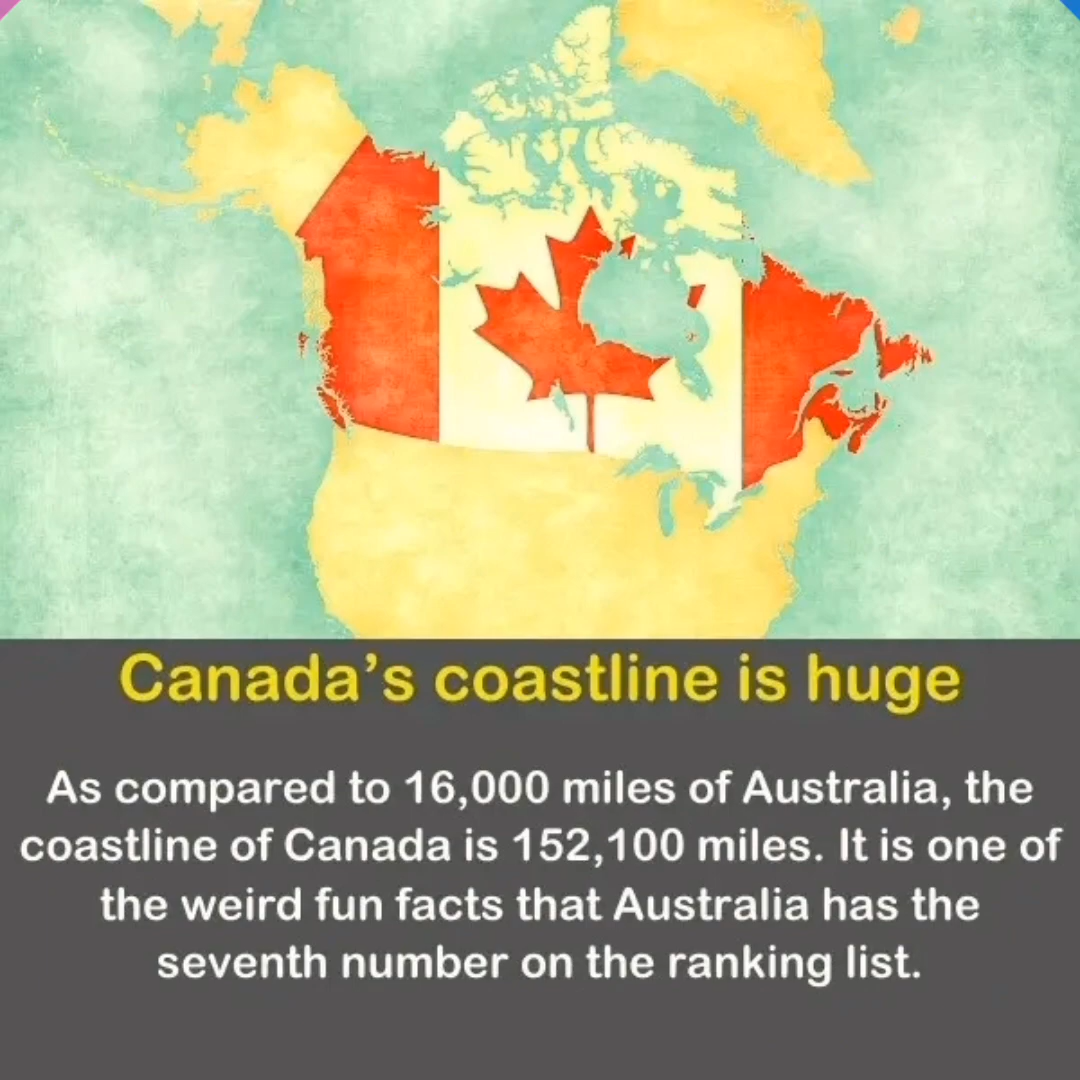 Canada’s coastline is huge
As compared to 16,000 miles of Australia, the
coastline of Canada is 152,100 miles. It is one of
the weird fun facts that Australia has the
seventh number on the ranking list.